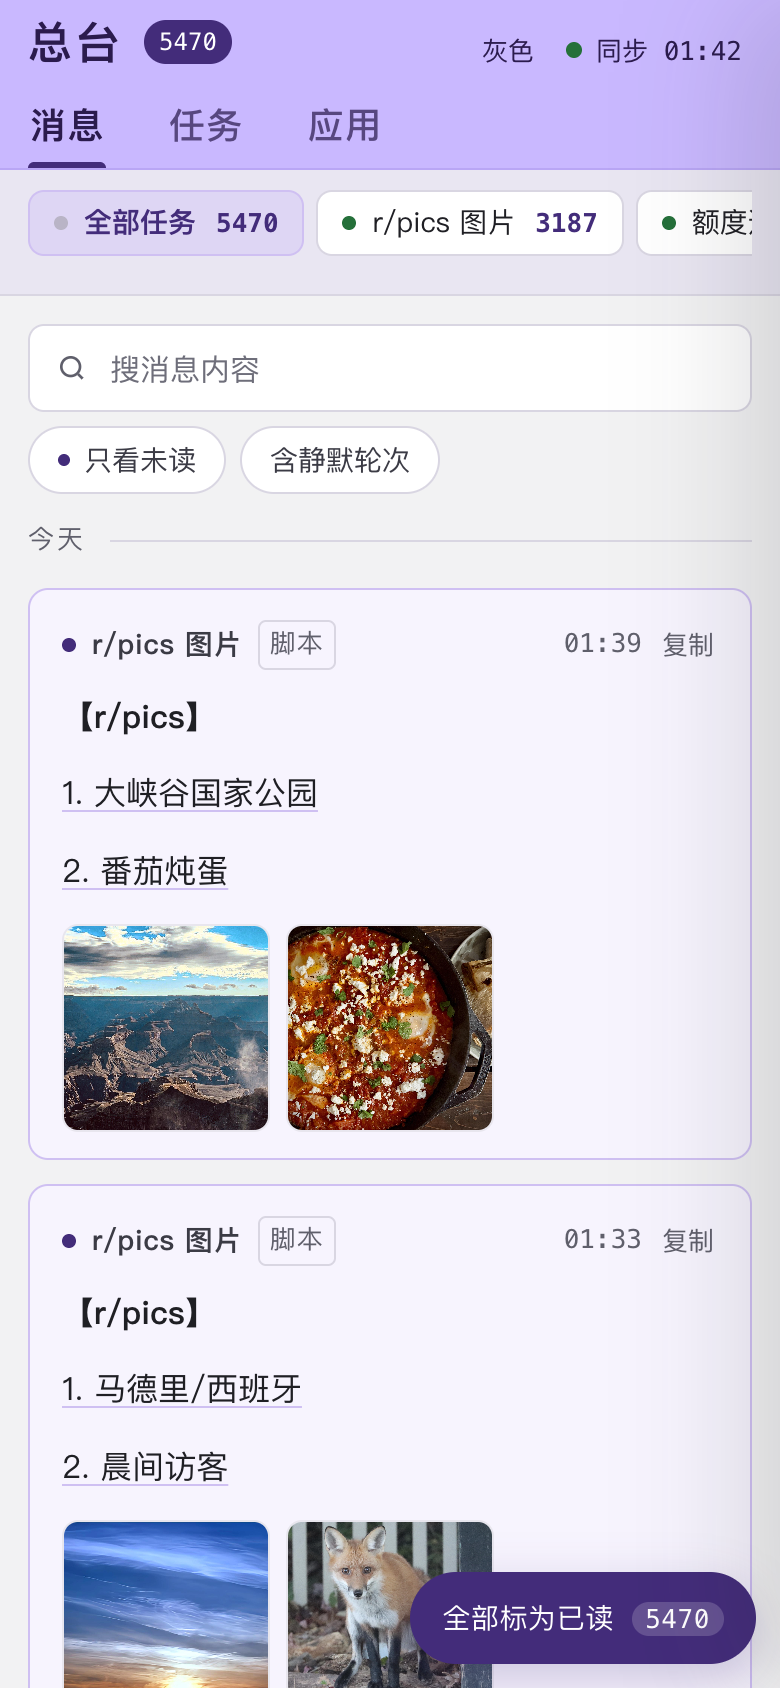 总台 5470 灰色 同步 01:42
消息 任务 应用
全部任务 5470 r/pics 图片 3187 额度
搜消息内容
只看未读 含静默轮次
今天
r/pics 图片 脚本 01:39 复制
【r/pics】
1. 大峡谷国家公园
2. 番茄炖蛋
r/pics 图片 脚本 01:33 复制
【r/pics】
1. 马德里/西班牙
2. 晨间访客
全部标为已读 5470